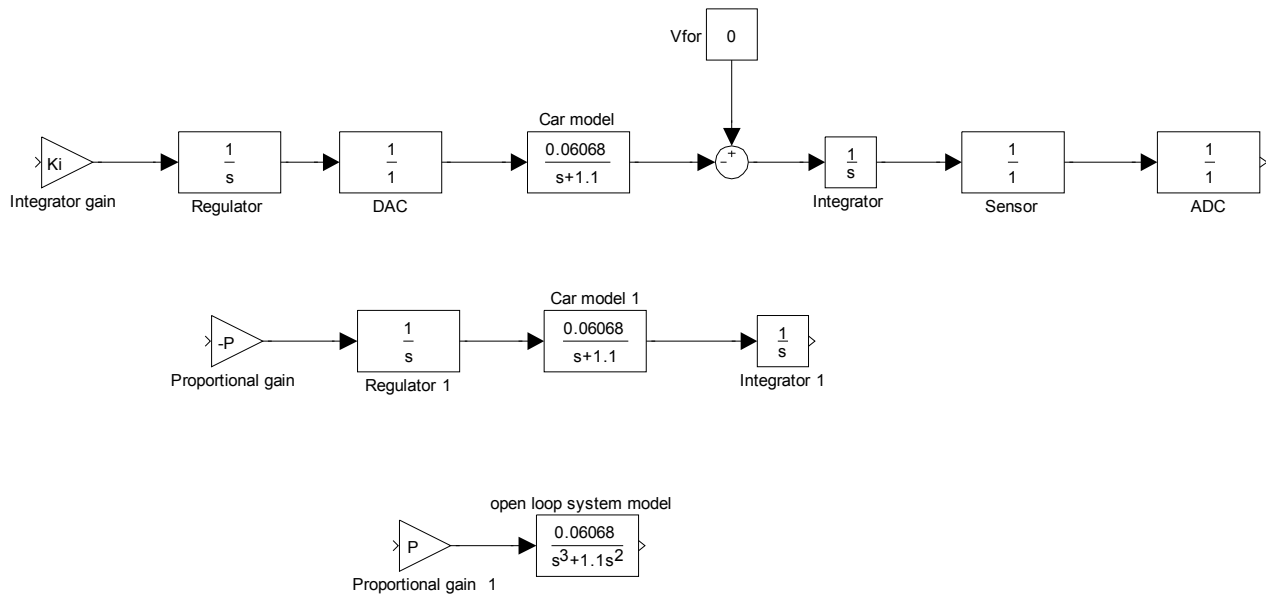 Vfor
0
Car model
Ki
1
s
1
1
0.06068
s+1.1
-
+
1
s
1
1
1
1
Integrator gain
Regulator
DAC
Integrator
Sensor
ADC
Car model 1
-P
1
s
0.06068
s+1.1
1
s
Proportional gain
Regulator 1
Integrator 1
open loop system model
P
0.06068
s³+1.1s²
Proportional gain 1